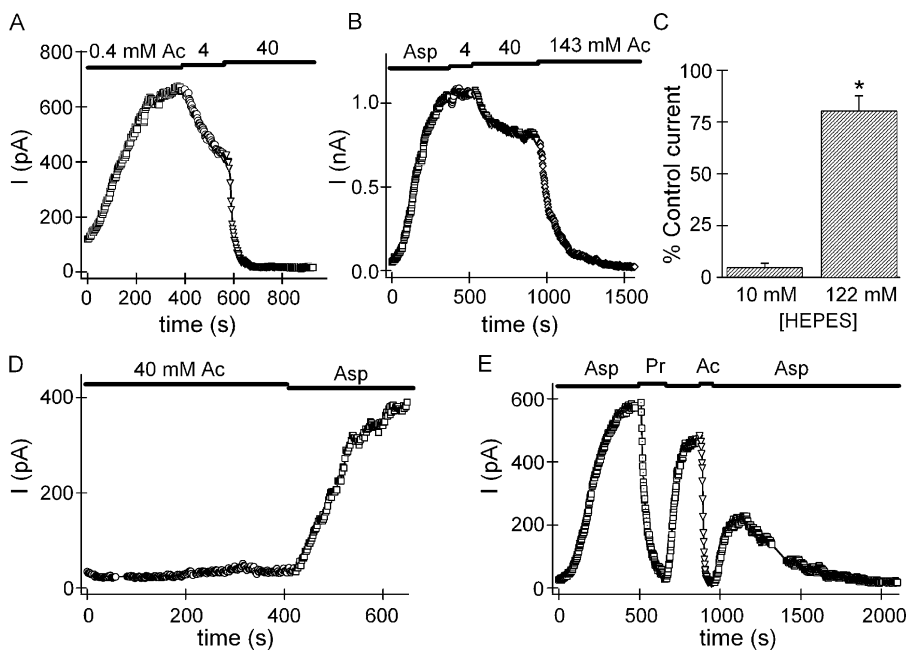 A
0.4 mM Ac 4 40
800
600
400
200
0
I (pA)
0 200 400 600 800
time (s)
B
Asp 4 40 143 mM Ac
1.0
0.5
0.0
I (nA)
0 500 1000 1500
time (s)
C
100
75
50
25
0
% Control current
*
10 mM 122 mM
[HEPES]
D
40 mM Ac Asp
400
200
0
I (pA)
0 200 400 600
time (s)
E
Asp Pr Ac Asp
600
400
200
0
I (pA)
0 500 1000 1500 2000
time (s)